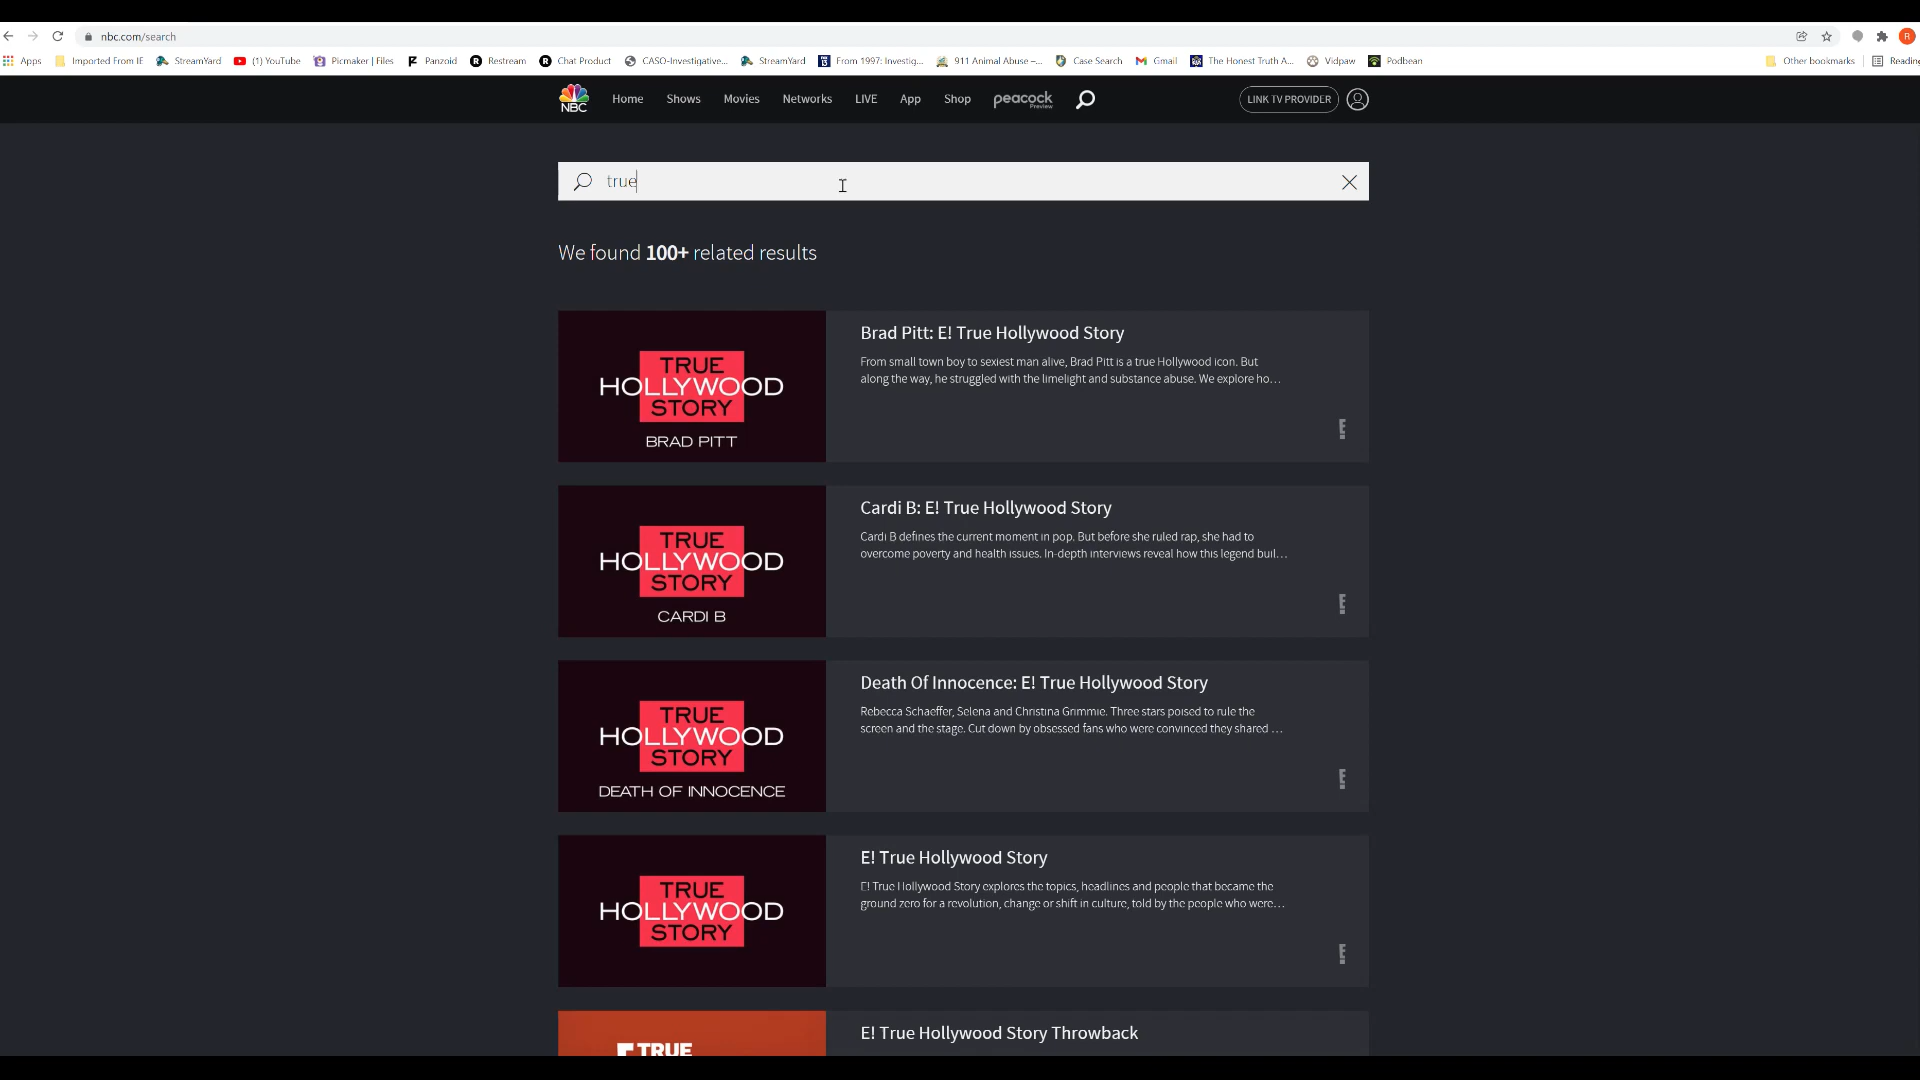 nbc.com/search
R
Apps Imported From IE StreamYard (1) YouTube Picmaker | Files Panzoid Restream Chat Product CASO-Investigative... StreamYard From 1997: Investig... 911 Animal Abuse –... Case Search Gmail The Honest Truth A... Vidpaw Podbean Other bookmarks Reading
NBC Home Shows Movies Networks LIVE App Shop peacock Preview LINK TV PROVIDER
true
We found 100+ related results
TRUE
HOLLYWOOD
STORY
BRAD PITT
Brad Pitt: E! True Hollywood Story
From small town boy to sexiest man alive, Brad Pitt is a true Hollywood icon. But
along the way, he struggled with the limelight and substance abuse. We explore ho...
E!
TRUE
HOLLYWOOD
STORY
CARDI B
Cardi B: E! True Hollywood Story
Cardi B defines the current moment in pop. But before she ruled rap, she had to
overcome poverty and health issues. In-depth interviews reveal how this legend buil...
E!
TRUE
HOLLYWOOD
STORY
DEATH OF INNOCENCE
Death Of Innocence: E! True Hollywood Story
Rebecca Schaeffer, Selena and Christina Grimmie. Three stars poised to rule the
screen and the stage. Cut down by obsessed fans who were convinced they shared ...
E!
TRUE
HOLLYWOOD
STORY
E! True Hollywood Story
E! True Hollywood Story explores the topics, headlines and people that became the
ground zero for a revolution, change or shift in culture, told by the people who were...
E!
TRUE
E! True Hollywood Story Throwback